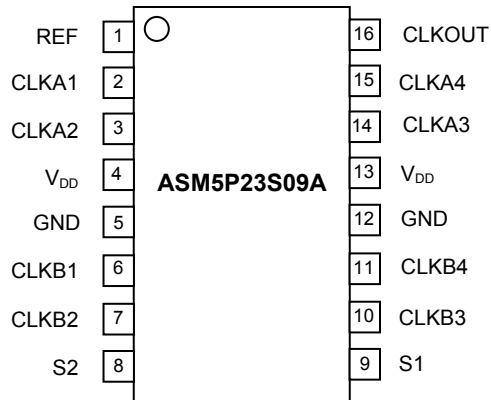 REF 1 16 CLKOUT
CLKA1 2 15 CLKA4
CLKA2 3 14 CLKA3
VDD 4 ASM5P23S09A 13 VDD
GND 5 12 GND
CLKB1 6 11 CLKB4
CLKB2 7 10 CLKB3
S2 8 9 S1